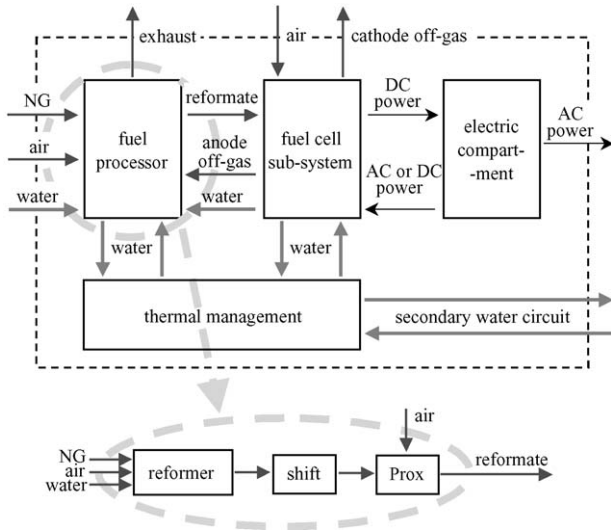 exhaust
air
cathode off-gas
NG
air
water
fuel
processor
reformate
anode
off-gas
water
fuel cell
sub-system
DC
power
AC or DC
power
electric
compart-
-ment
AC
power
water
water
thermal management
secondary water circuit
NG
air
water
reformer
shift
air
Prox
reformate